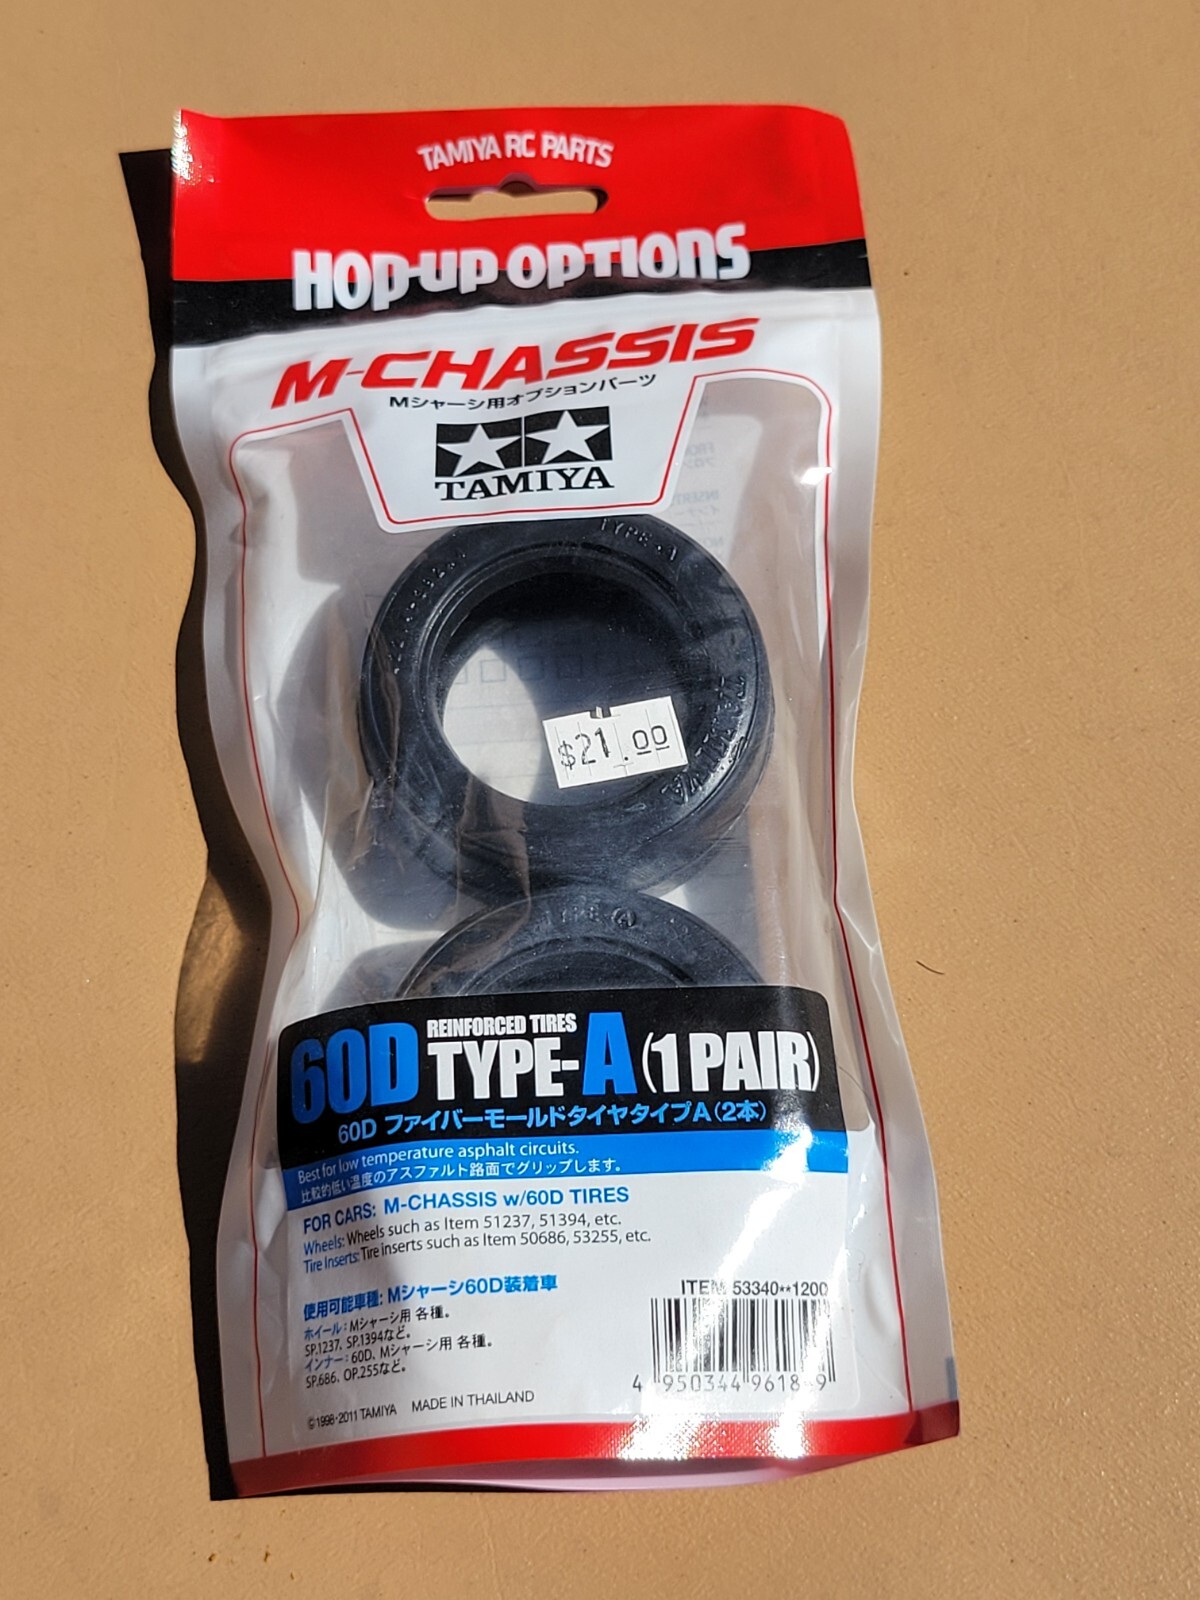 TAMIYA RC PARTS
HOP-UP OPTIONS
M-CHASSIS
Mシャーシ用オプションパーツ
TAMIYA
TYPE-A
$21.00
TYPE A
60D REINFORCED TIRES TYPE-A (1 PAIR)
60D ファイバーモールドタイヤタイプA(2本)
Best for low temperature asphalt circuits.
比較的低い温度のアスファルト路面でグリップします。
FOR CARS: M-CHASSIS w/60D TIRES
Wheels: Wheels such as Item 51237, 51394, etc.
Tire Inserts: Tire inserts such as Item 50686, 53255, etc.
使用可能車種: Mシャーシ60D装着車
ホイール：Mシャーシ用 各種。
SP.1237、SP.1394など。
インナー：60D、Mシャーシ用 各種。
SP.686、OP.255など。
ITEM 53340**1200
4 950344 961849
©1998・2011 TAMIYA MADE IN THAILAND